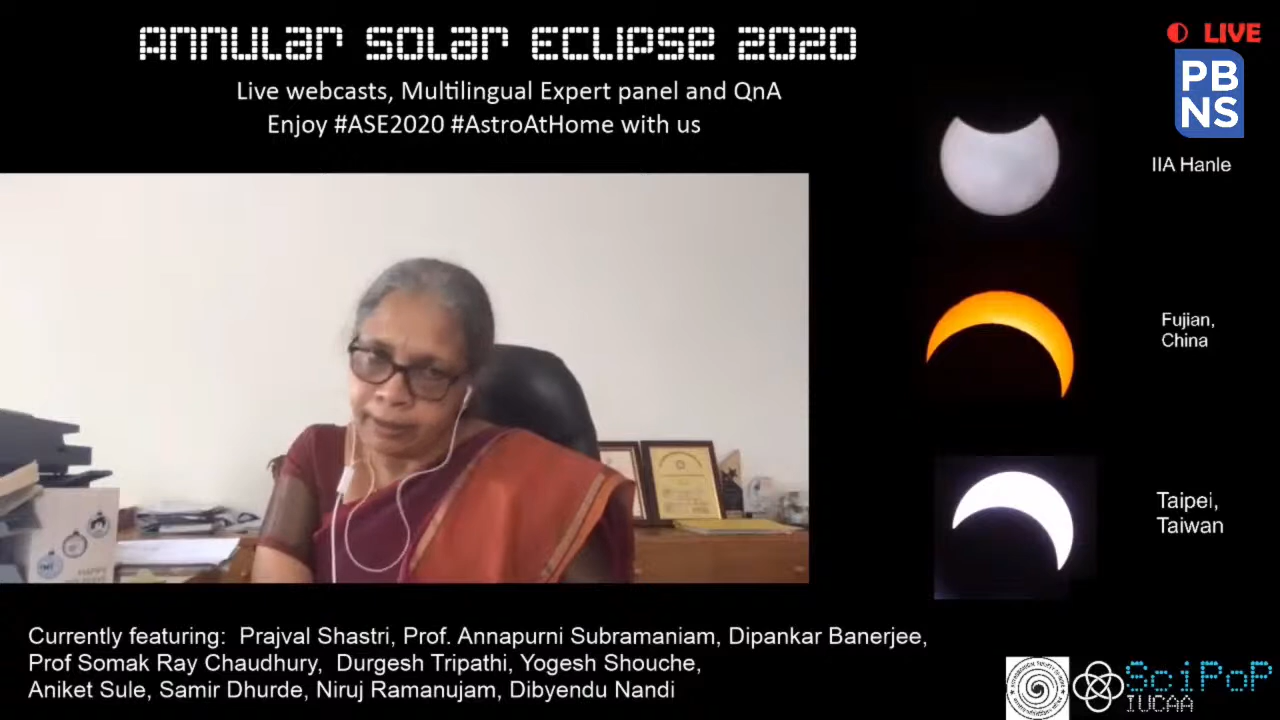 ANNULAR SOLAR ECLIPSE 2020
Live webcasts, Multilingual Expert panel and QnA
Enjoy #ASE2020 #AstroAtHome with us
LIVE
PB
NS
IIA Hanle
Fujian,
China
Taipei,
Taiwan
HAPPY
Currently featuring:  Prajval Shastri, Prof. Annapurni Subramaniam, Dipankar Banerjee,
Prof Somak Ray Chaudhury,  Durgesh Tripathi, Yogesh Shouche,
Aniket Sule, Samir Dhurde, Niruj Ramanujam, Dibyendu Nandi
SciPoP
IUCAA